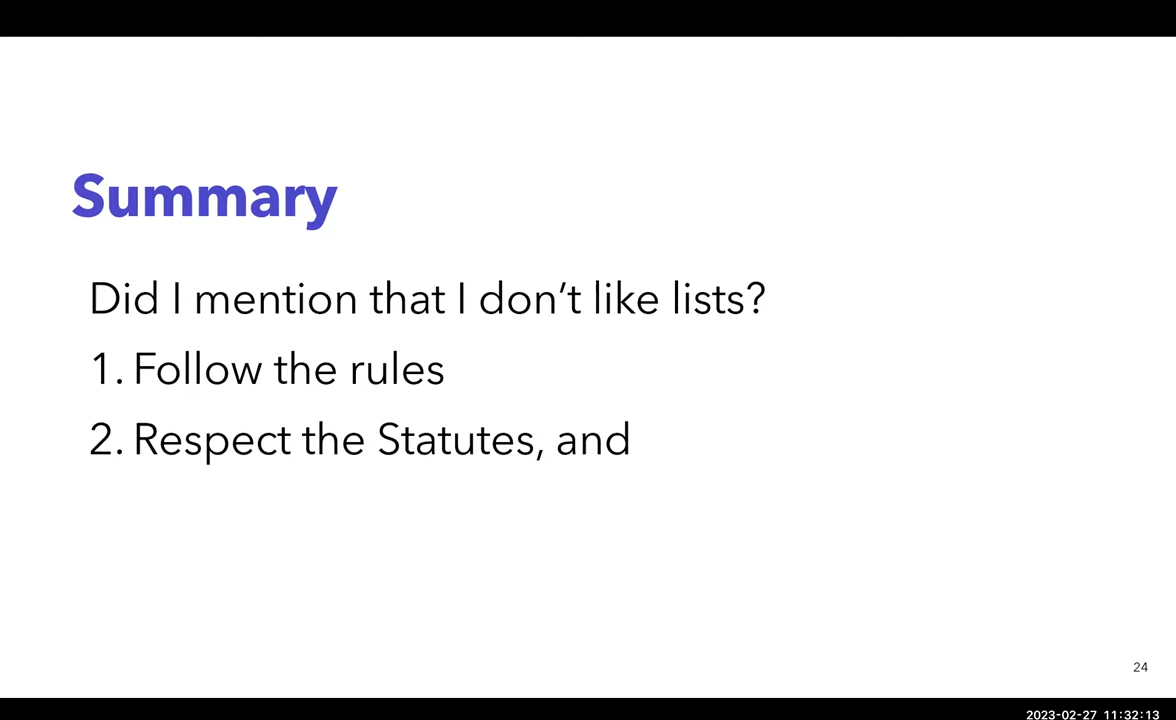 Summary
Did I mention that I don’t like lists?
1. Follow the rules
2. Respect the Statutes, and
24
2023-02-27 11:32:13